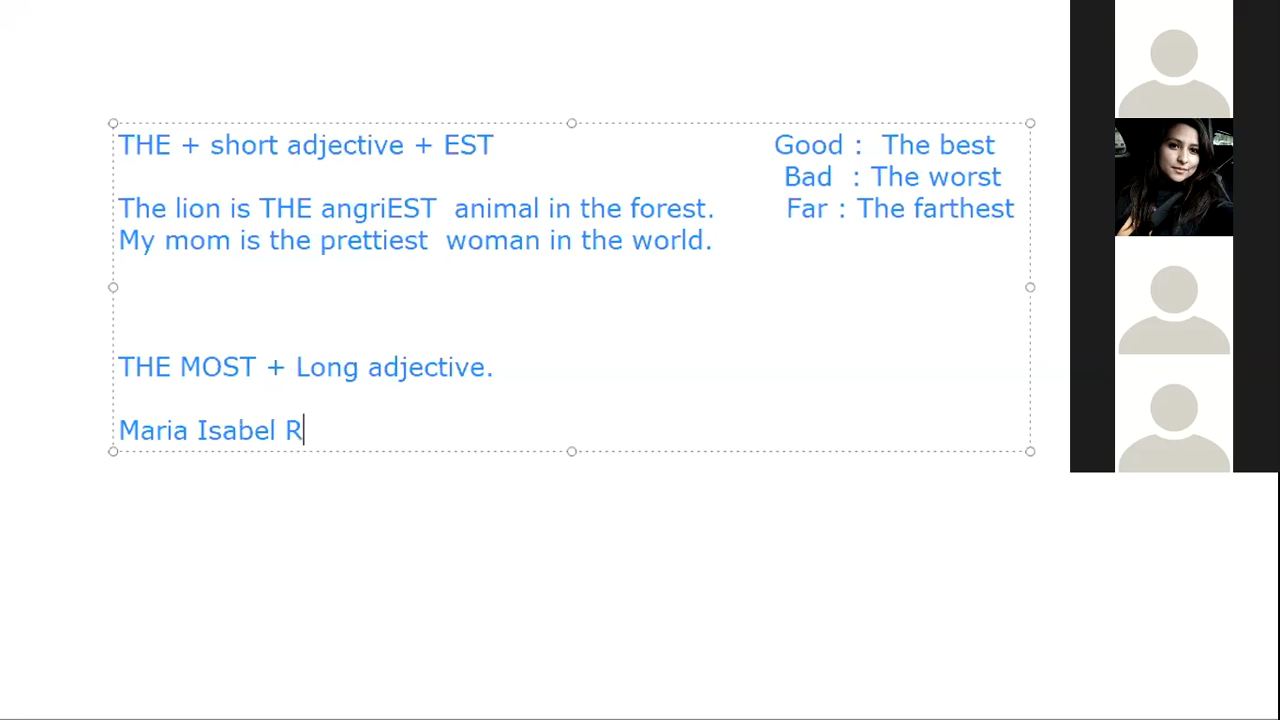 THE + short adjective + EST Good : The best
Bad : The worst
The lion is THE angriEST animal in the forest. Far : The farthest
My mom is the prettiest woman in the world.
THE MOST + Long adjective.
Maria Isabel R